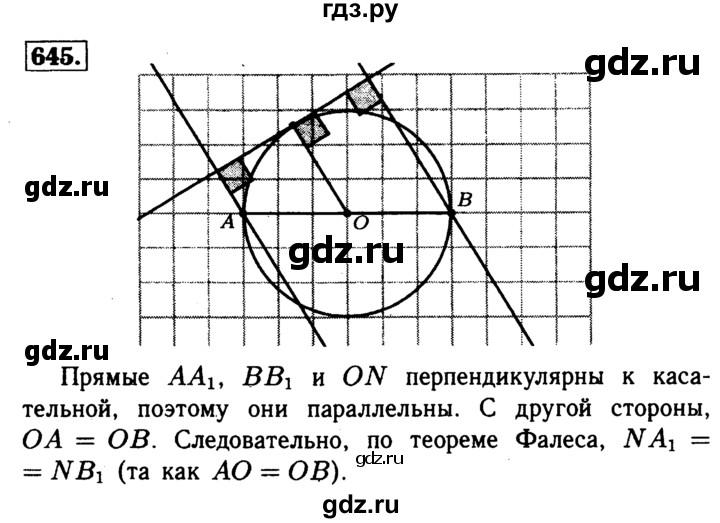 гдз.ру
645.
gdz.ru
gdz.ru
A
O
B
gdz.ru
gdz.ru
gdz.ru
Прямые AA₁, BB₁ и ON перпендикулярны к каса-
тельной, поэтому они параллельны. С другой стороны,
OA = OB. Следовательно, по теореме Фалеса, NA₁ =
= NB₁ (та как AO = OB).
gdz.ru